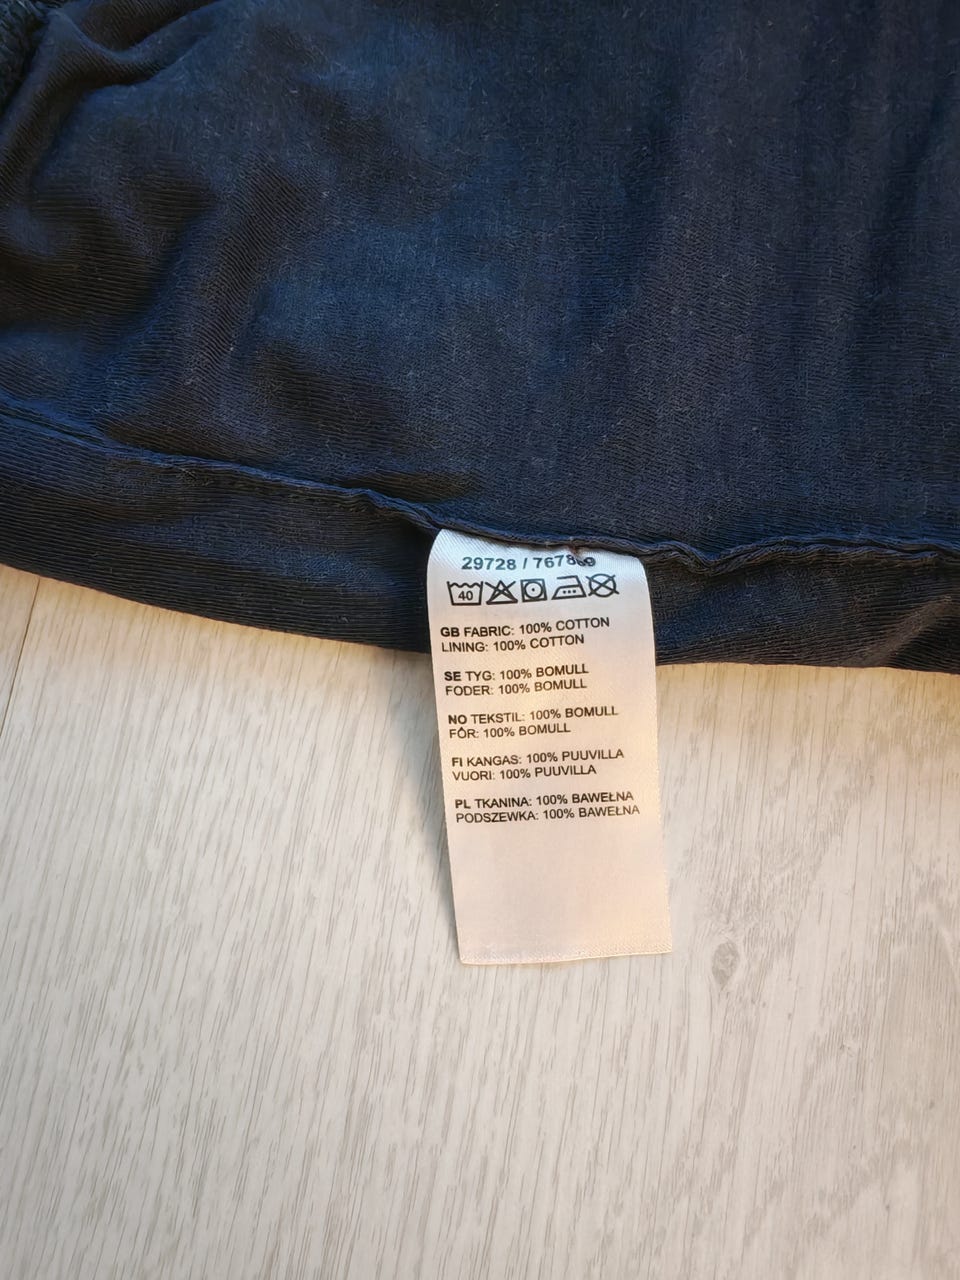 29728 /
40
GB FABRIC: 100% COTTON
LINING: 100% COTTON
SE TYG: 100% BOMULL
FODER: 100% BOMULL
NO TEKSTIL: 100% BOMULL
FÔR: 100% BOMULL
FI KANGAS: 100% PUUVILLA
VUORI: 100% PUUVILLA
PL TKANINA: 100% BAWEŁNA
PODSZEWKA: 100% BAWEŁNA